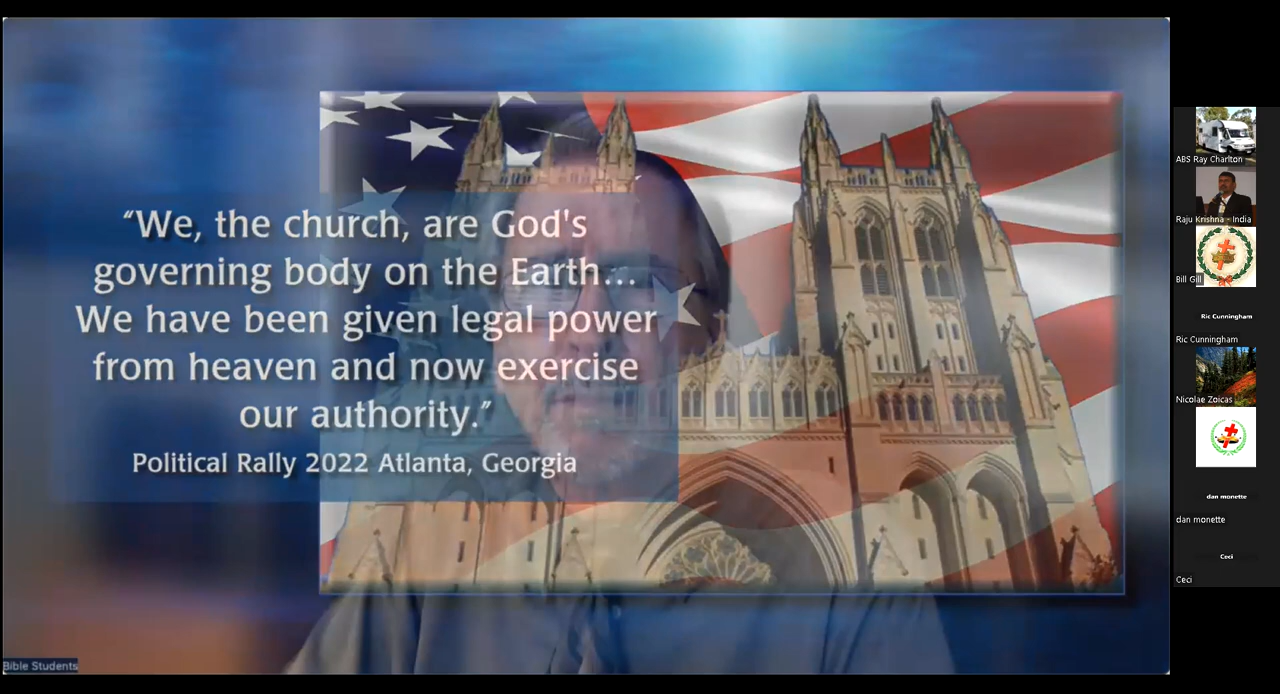 “We, the church, are God's
governing body on the Earth...
We have been given legal power
from heaven and now exercise
our authority.”
Political Rally 2022 Atlanta, Georgia
Bible Students
ABS Ray Charlton
Raju Krishna - India
Bill Gill
Ric Cunningham
Ric Cunningham
Nicolae Zoicas
dan monette
dan monette
Ceci
Ceci